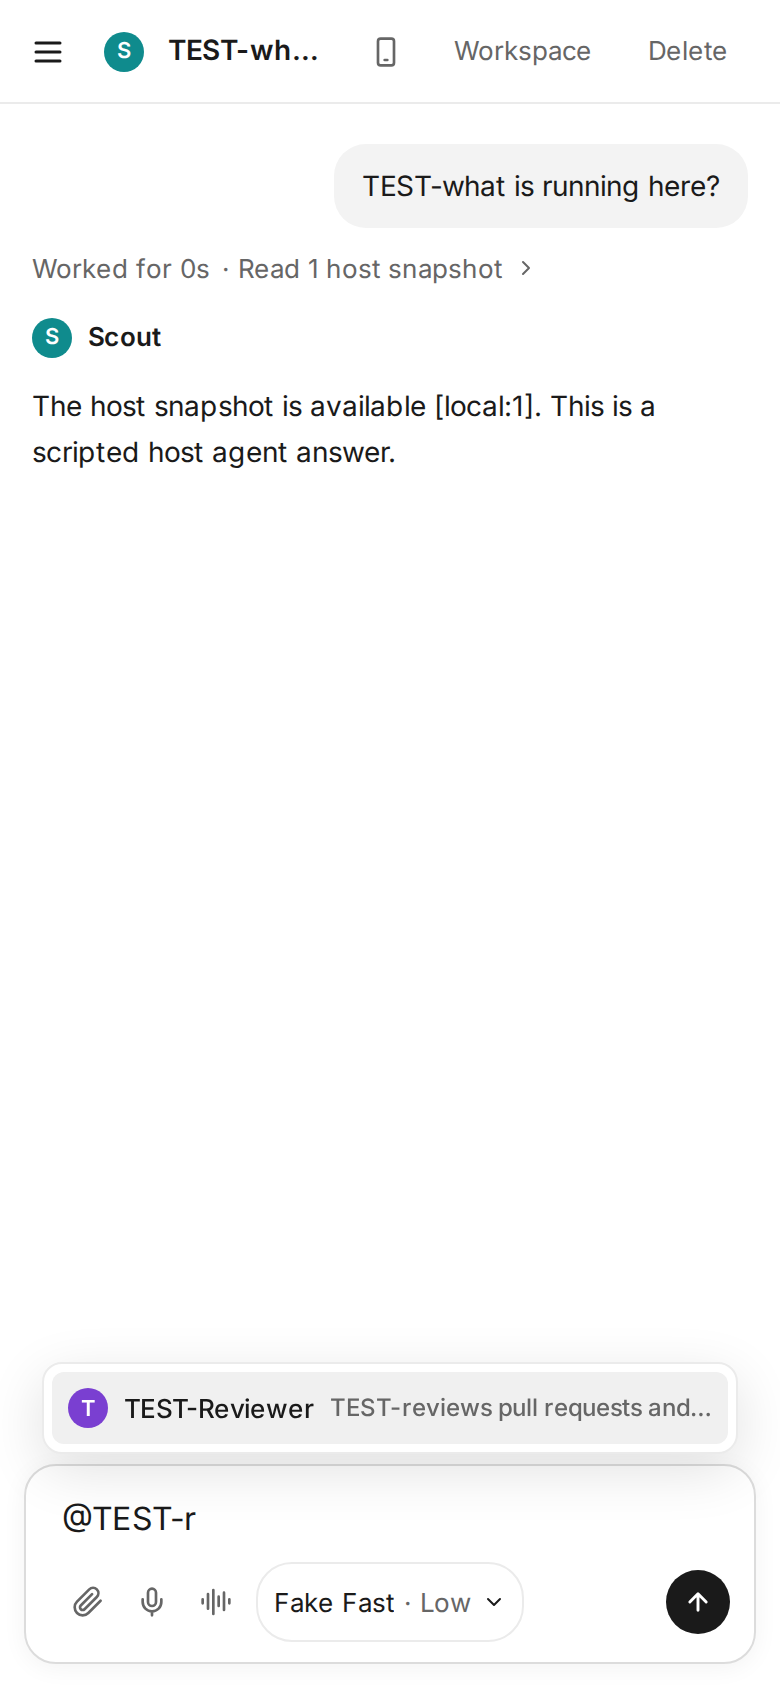 S TEST-wh... Workspace Delete
TEST-what is running here?
Worked for 0s · Read 1 host snapshot
S Scout
The host snapshot is available [local:1]. This is a
scripted host agent answer.
T TEST-Reviewer TEST-reviews pull requests and...
@TEST-r
Fake Fast · Low